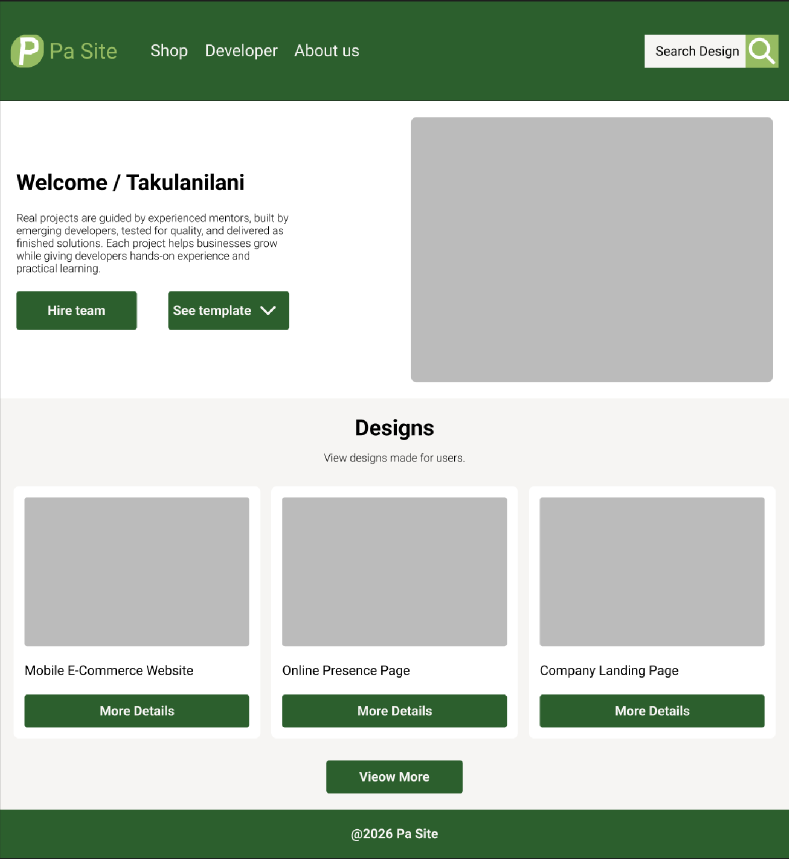 P Pa Site
Shop Developer About us
Search Design
Welcome / Takulanilani
Real projects are guided by experienced mentors, built by
emerging developers, tested for quality, and delivered as
finished solutions. Each project helps businesses grow
while giving developers hands-on experience and
practical learning.
Hire team
See template
Designs
View designs made for users.
Mobile E-Commerce Website
More Details
Online Presence Page
More Details
Company Landing Page
More Details
Vieow More
@2026 Pa Site